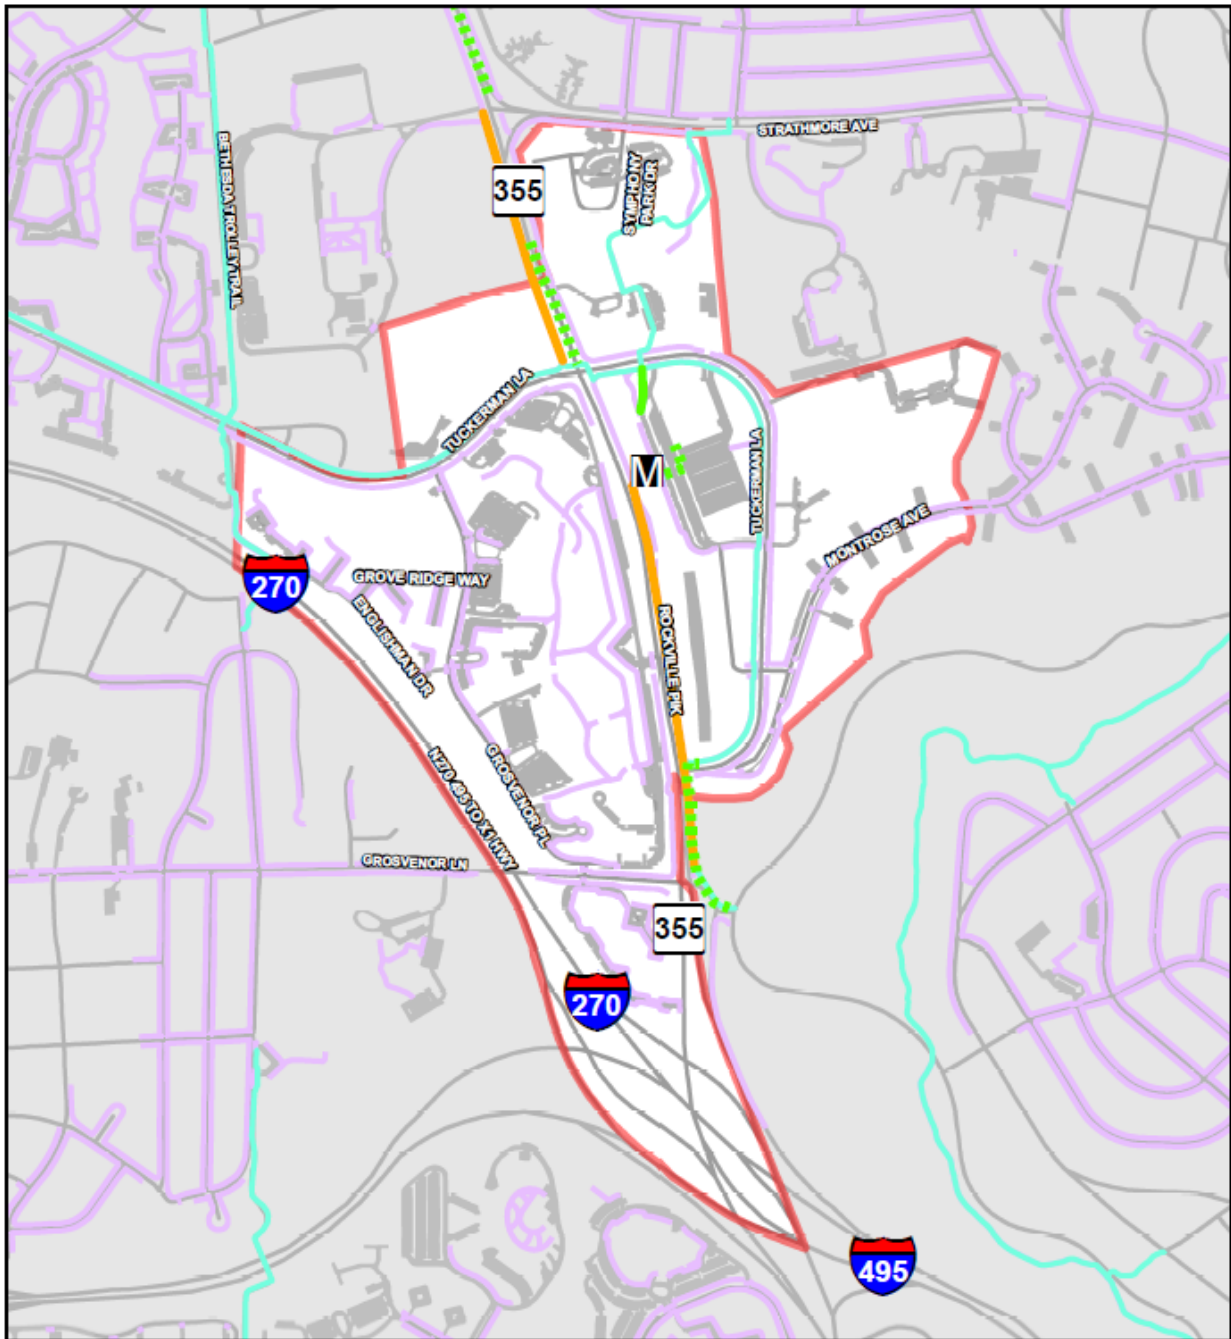 STRATHMORE AVE
BETHESDA TROLLEY TRAIL
355
SYMPHONY
PARK DR
TUCKERMAN LA
M
TUCKERMAN LA
MONTROSE AVE
270
GROVE RIDGE WAY
ENGLISHMAN DR
ROCKVILLE PIK
N270 495 TO X1 HWY
GROSVENOR PL
GROSVENOR LN
355
270
495